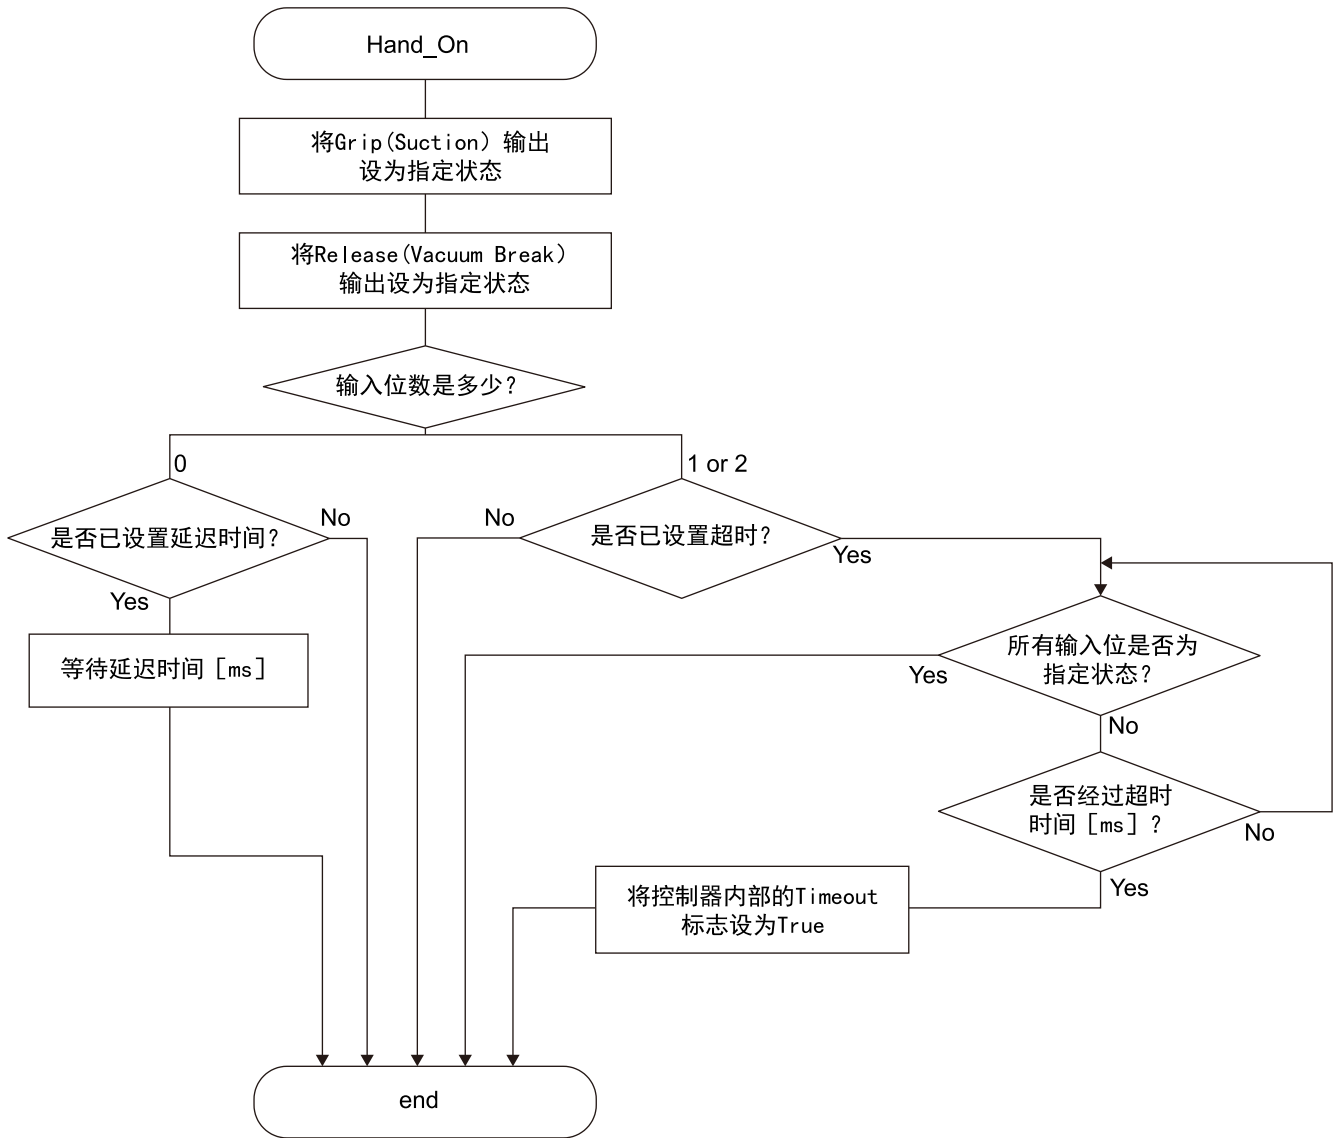 Hand_On
将Grip(Suction) 输出
设为指定状态
将Release(Vacuum Break)
输出设为指定状态
输入位数是多少?
0
1 or 2
是否已设置延迟时间?
No
No
是否已设置超时?
Yes
Yes
等待延迟时间 [ms]
所有输入位是否为
指定状态?
Yes
No
是否经过超时
时间 [ms] ?
No
Yes
将控制器内部的Timeout
标志设为True
end